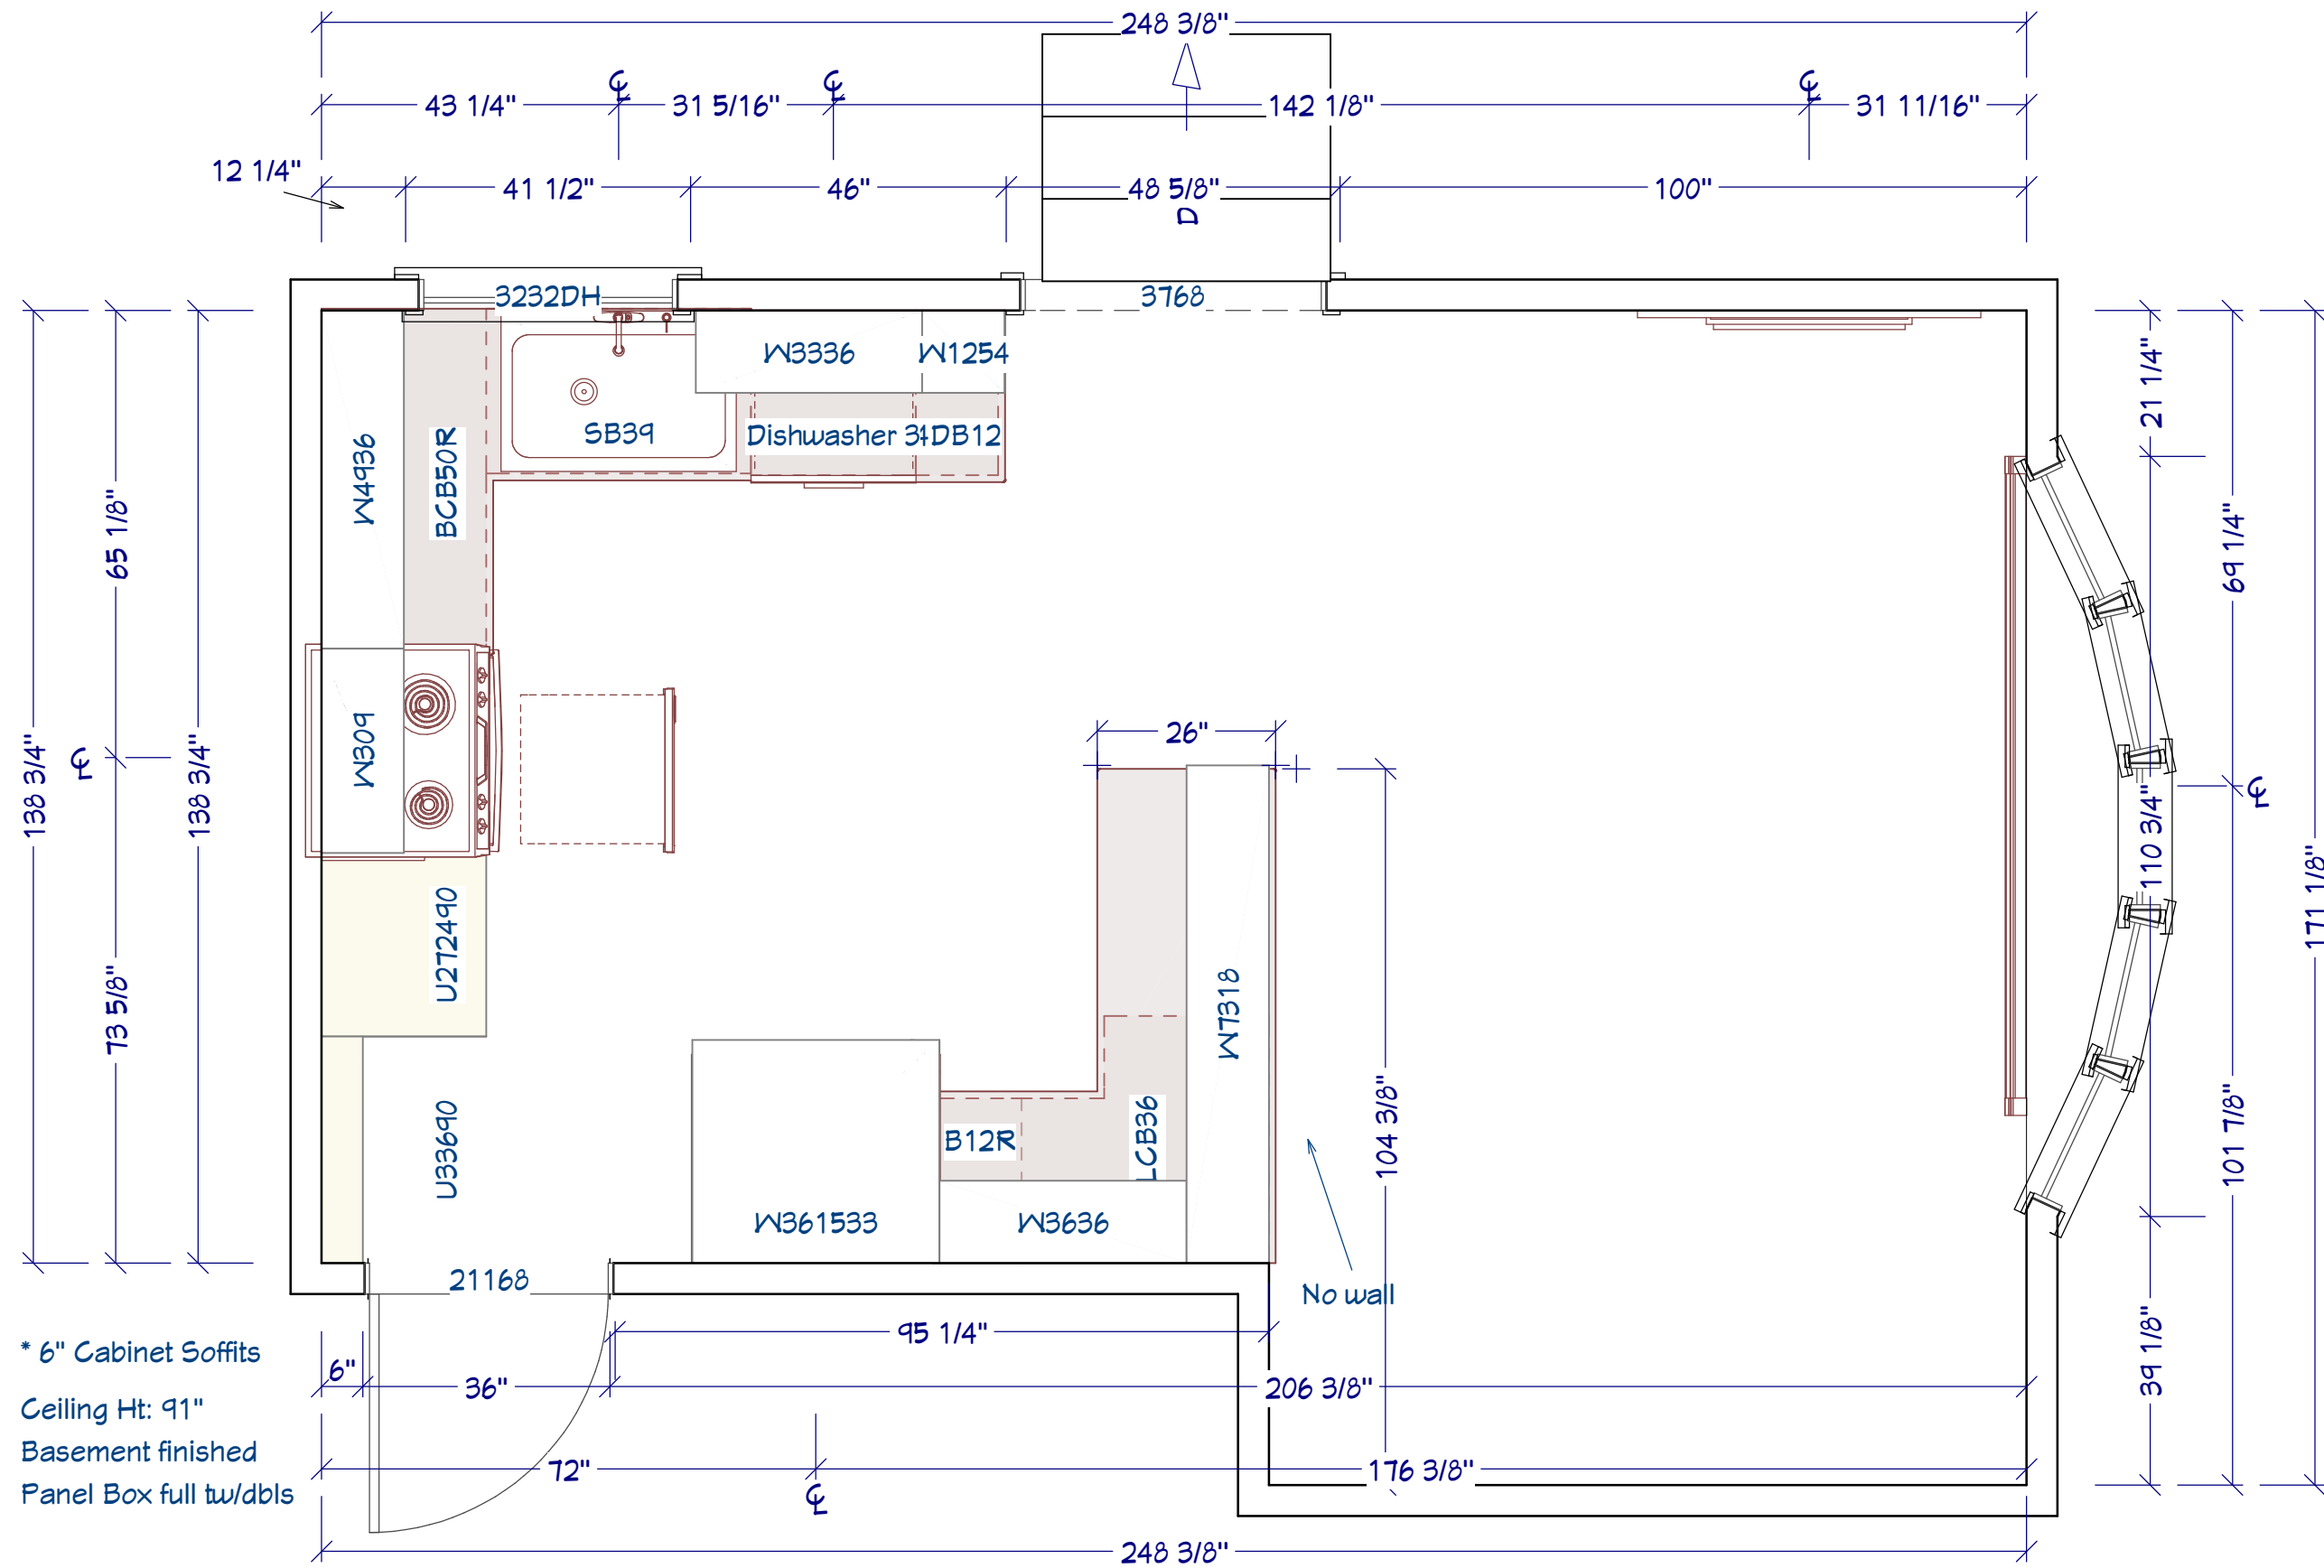 248 3/8"
43 1/4"
31 5/16"
142 1/8"
31 11/16"
12 1/4"
41 1/2"
46"
48 5/8"
100"
D
3232DH
3768
W3336
W1254
SB39
Dishwasher
DB12
W4936
BCB50R
W309
U272490
U33690
138 3/4"
65 1/8"
73 5/8"
138 3/4"
21 1/4"
69 1/4"
110 3/4"
171 1/8"
101 7/8"
39 1/8"
26"
W7318
104 3/8"
LCB36
B12R
W361533
W3636
No wall
21168
95 1/4"
6"
36"
206 3/8"
72"
176 3/8"
248 3/8"
* 6" Cabinet Soffits
Ceiling Ht: 91"
Basement finished
Panel Box full tw/dbls